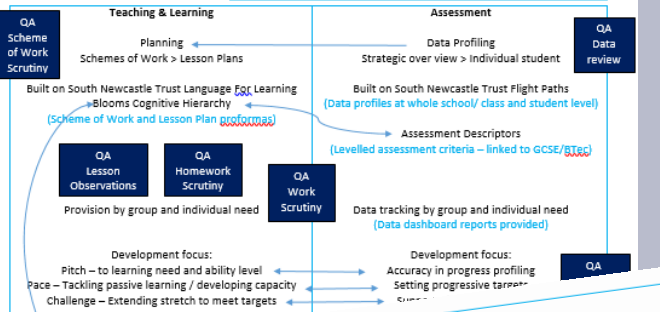 Teaching & Learning
Assessment
QA
Scheme
of Work
Scrutiny
QA
Data
review
Planning
Schemes of Work > Lesson Plans
Data Profiling
Strategic over view > Individual student
Built on South Newcastle Trust Language For Learning
Blooms Cognitive Hierarchy
(Scheme of Work and Lesson Plan proformas)
Built on South Newcastle Trust Flight Paths
(Data profiles at whole school/ class and student level)
Assessment Descriptors
(Levelled assessment criteria – linked to GCSE/BTec)
QA
Lesson
Observations
QA
Homework
Scrutiny
QA
Work
Scrutiny
Provision by group and individual need
Data tracking by group and individual need
(Data dashboard reports provided)
Development focus:
Pitch – to learning need and ability level
Pace – Tackling passive learning / developing capacity
Challenge – Extending stretch to meet targets
Development focus:
Accuracy in progress profiling
Setting progressive targets
QA